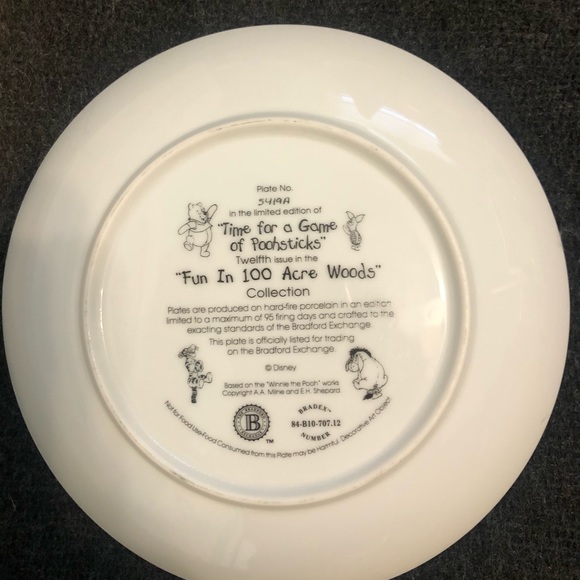 Plate No.
5419A
in the limited edition of
"Time for a Game
of Poohsticks"
Twelfth issue in the
"Fun In 100 Acre Woods"
Collection
Plates are produced on hard-fire porcelain in an edition
limited to a maximum of 95 firing days and crafted to the
exacting standards of the Bradford Exchange.
This plate is officially listed for trading
on the Bradford Exchange.
© Disney
Based on the "Winnie the Pooh" works
Copyright A.A. Milne and E.H. Shepard
B
TM
BRADEX™
84-B10-707.12
NUMBER
Not for Food Use-Food Consumed from this Plate may be Harmful. Decorative Art Object